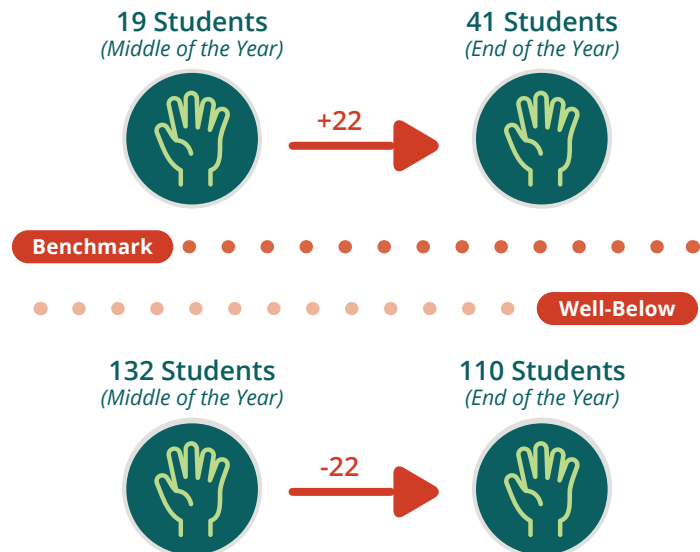 19 Students
(Middle of the Year)
41 Students
(End of the Year)
+22
Benchmark
Well-Below
132 Students
(Middle of the Year)
110 Students
(End of the Year)
-22